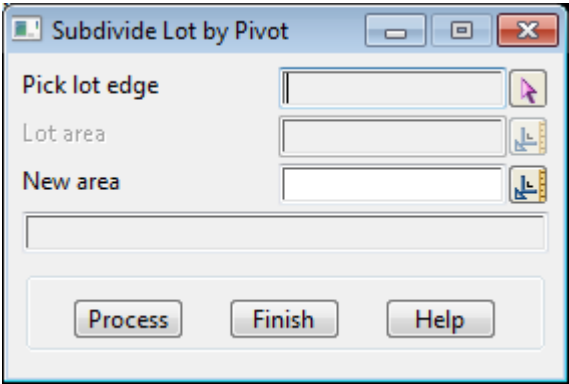 Subdivide Lot by Pivot
Pick lot edge
Lot area
New area
Process Finish Help